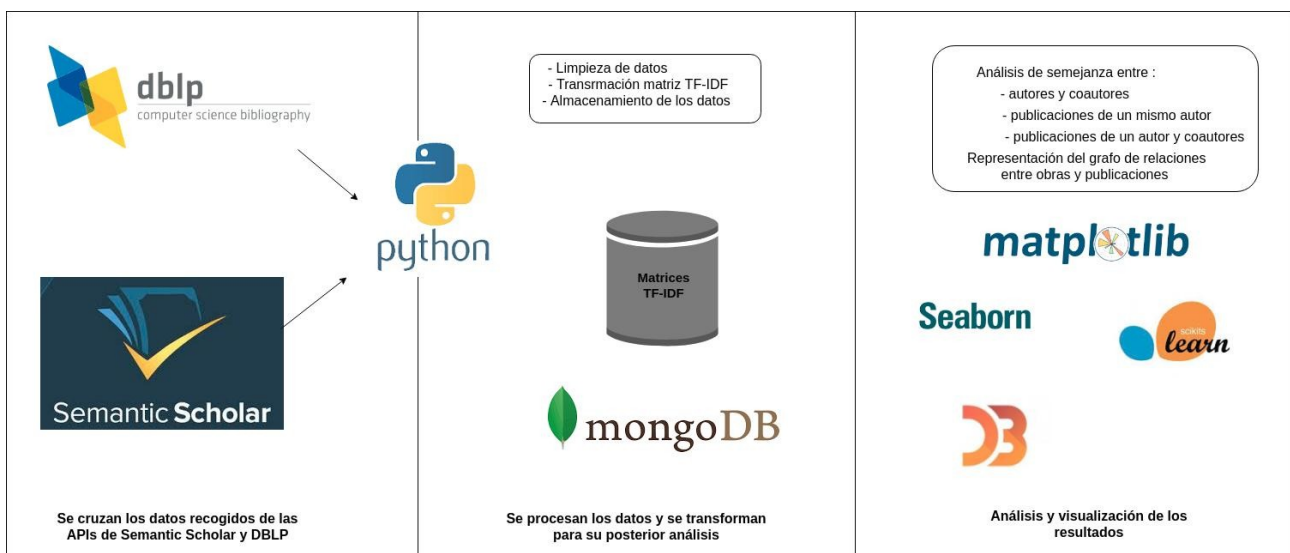 dblp
computer science bibliography
Semantic Scholar
Se cruzan los datos recogidos de las
APIs de Semantic Scholar y DBLP
python
- Limpieza de datos
- Transrmación matriz TF-IDF
- Almacenamiento de los datos
Matrices
TF-IDF
mongoDB
Se procesan los datos y se transforman
para su posterior análisis
Análisis de semejanza entre :
- autores y coautores
- publicaciones de un mismo autor
- publicaciones de un autor y coautores
Representación del grafo de relaciones
entre obras y publicaciones
matplotlib
Seaborn
scikits
learn
D3
Análisis y visualización de los
resultados